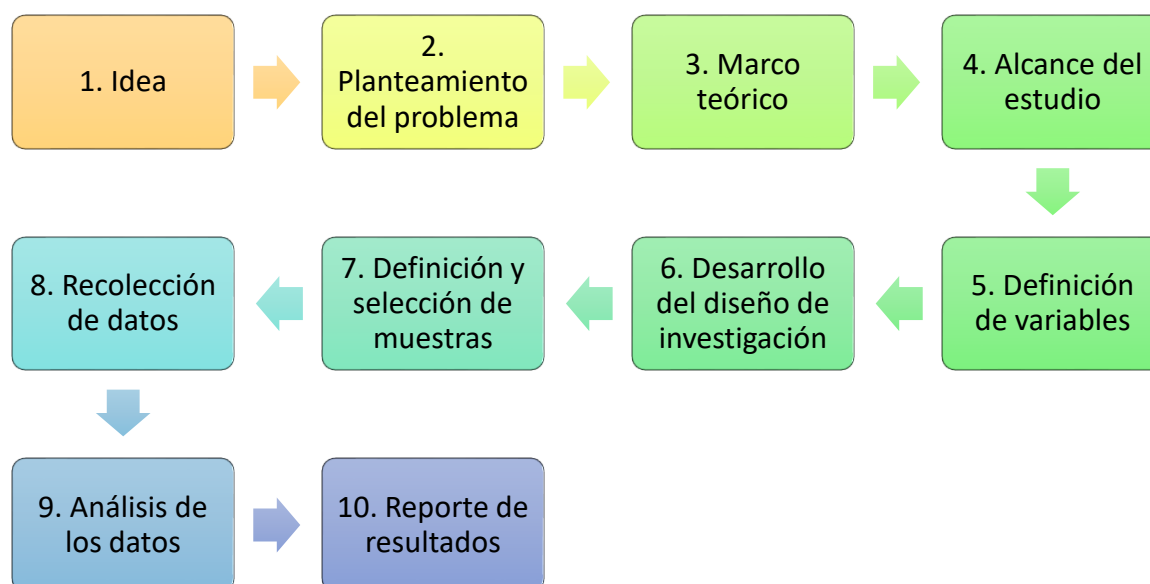 1. Idea
2.
Planteamiento
del problema
3. Marco
teórico
4. Alcance del
estudio
5. Definición
de variables
6. Desarrollo
del diseño de
investigación
7. Definición y
selección de
muestras
8. Recolección
de datos
9. Análisis de
los datos
10. Reporte de
resultados